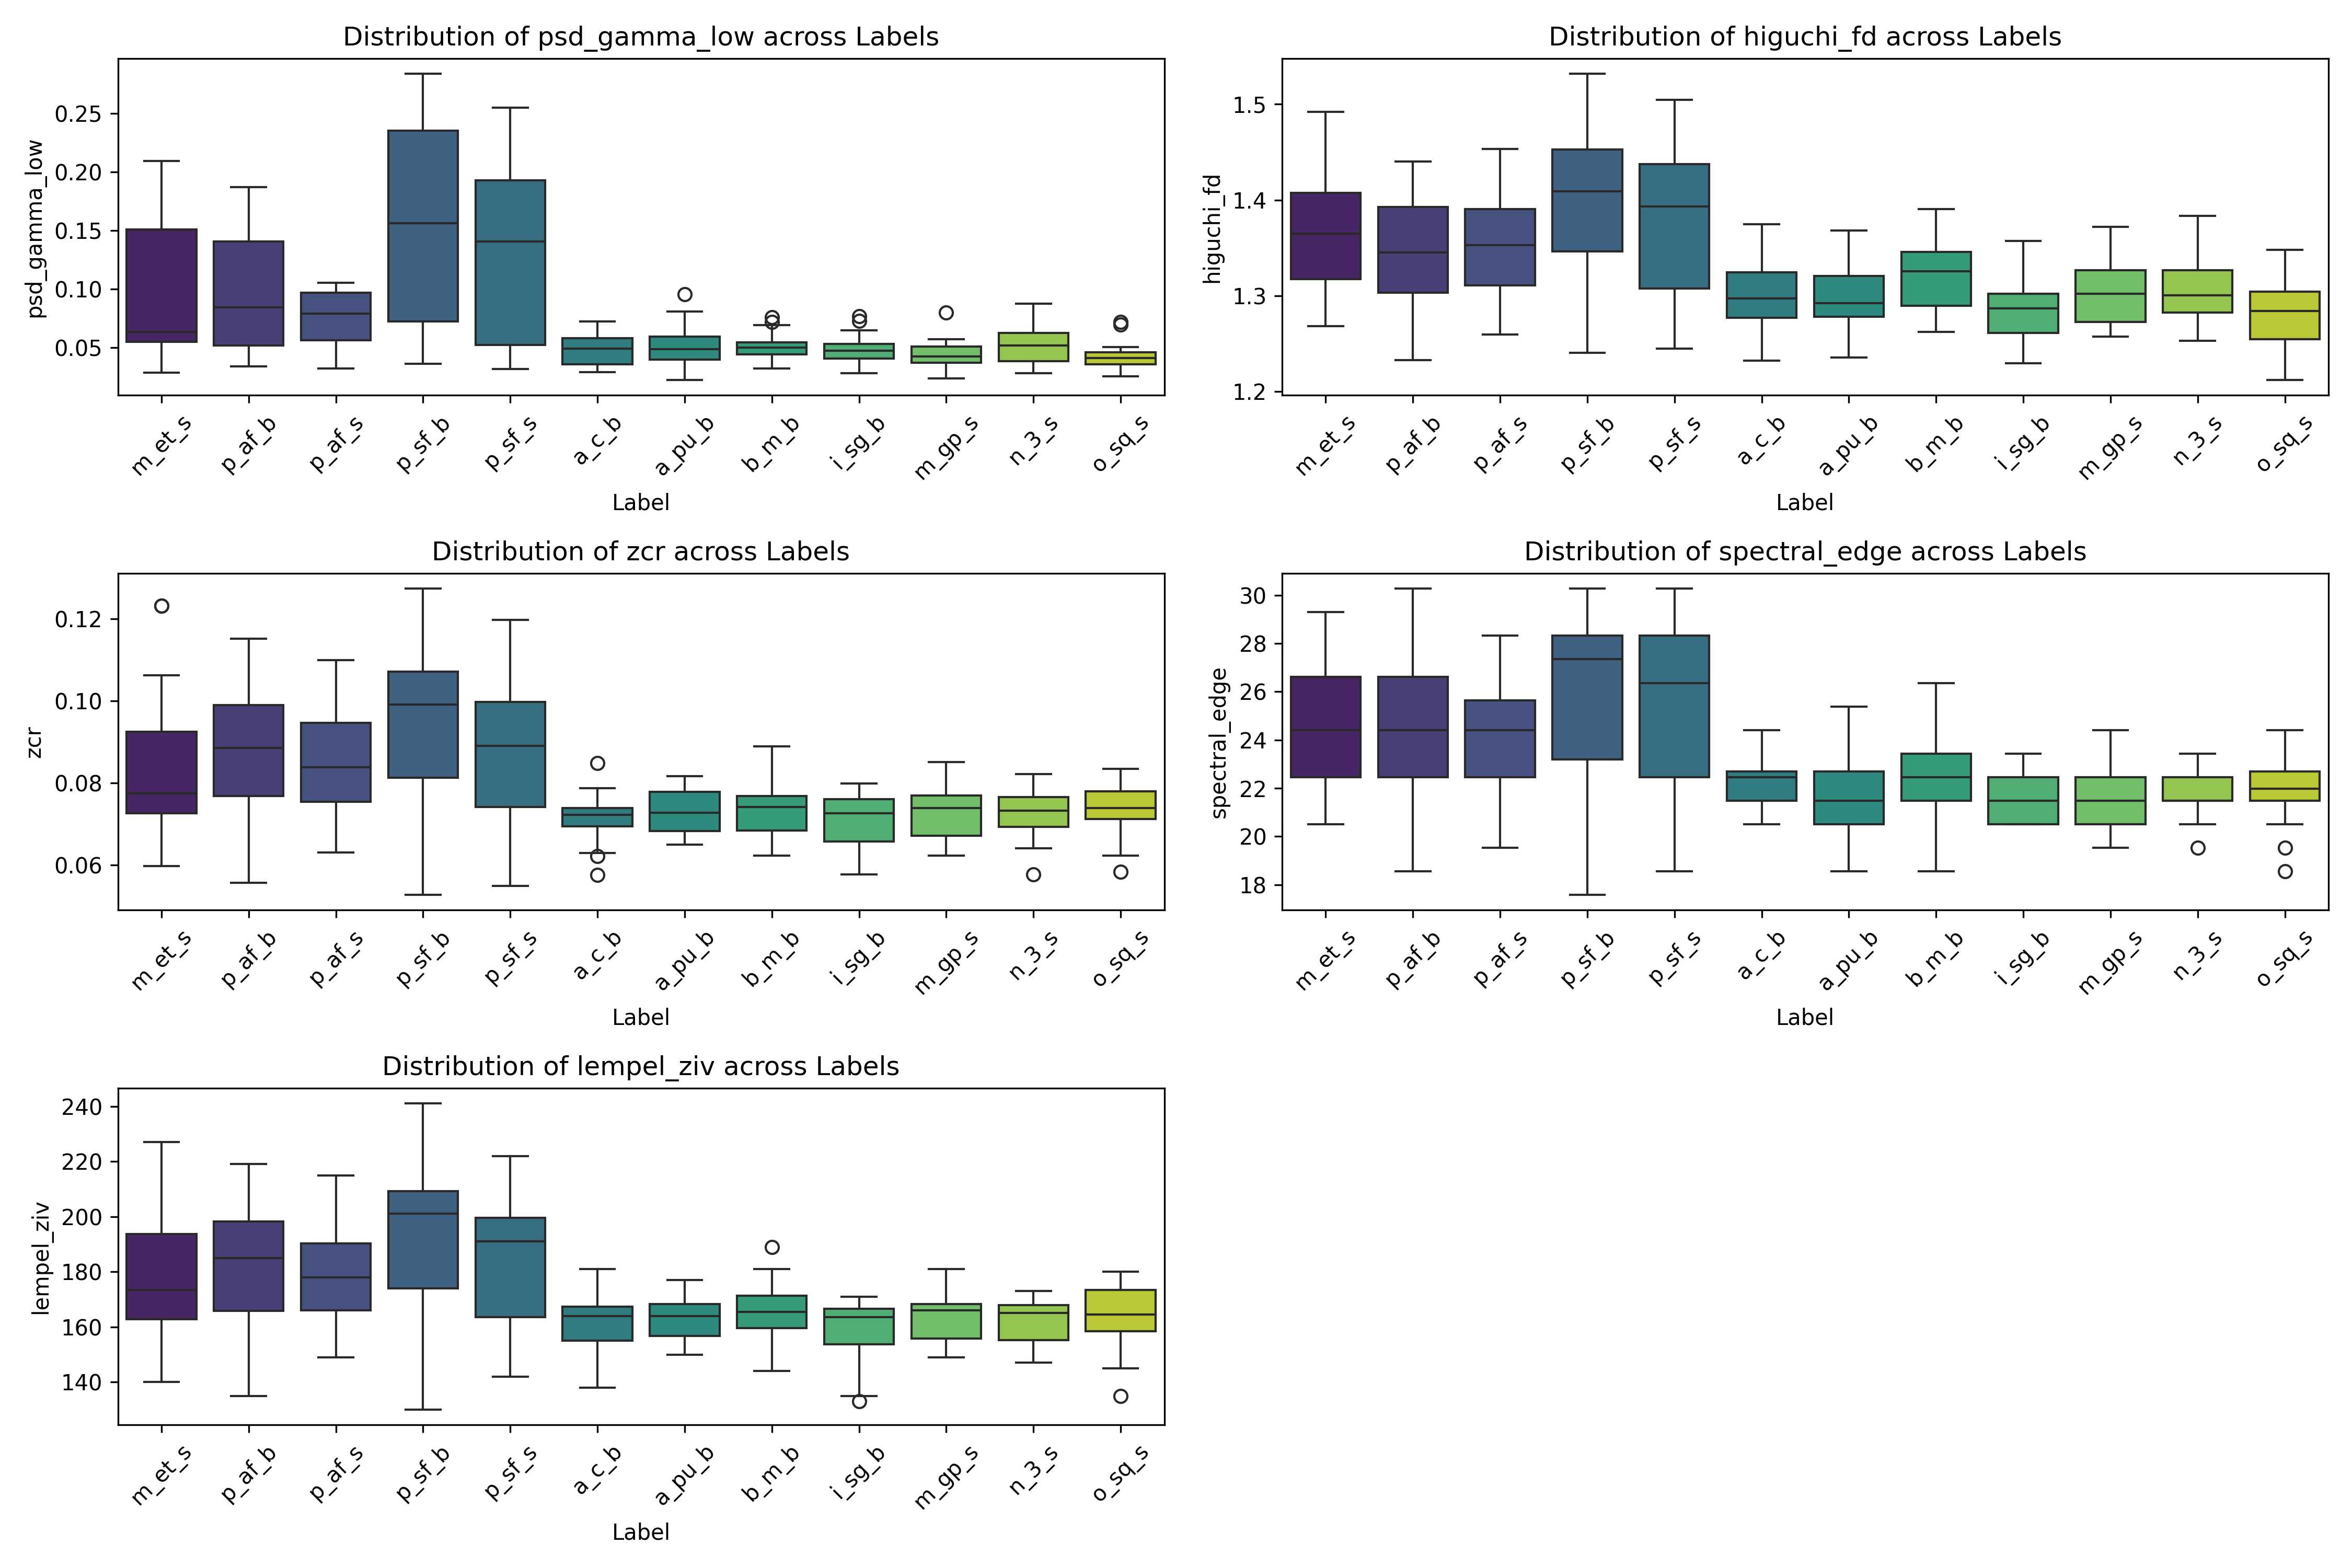 Distribution of psd_gamma_low across Labels
psd_gamma_low
0.25
0.20
0.15
0.10
0.05
m_et_s p_af_b p_af_s p_sf_b p_sf_s a_c_b a_pu_b b_m_b i_sg_b m_gp_s n_3_s o_sq_s
Label
Distribution of higuchi_fd across Labels
higuchi_fd
1.5
1.4
1.3
1.2
m_et_s p_af_b p_af_s p_sf_b p_sf_s a_c_b a_pu_b b_m_b i_sg_b m_gp_s n_3_s o_sq_s
Label
Distribution of zcr across Labels
zcr
0.12
0.10
0.08
0.06
m_et_s p_af_b p_af_s p_sf_b p_sf_s a_c_b a_pu_b b_m_b i_sg_b m_gp_s n_3_s o_sq_s
Label
Distribution of spectral_edge across Labels
spectral_edge
30
28
26
24
22
20
18
m_et_s p_af_b p_af_s p_sf_b p_sf_s a_c_b a_pu_b b_m_b i_sg_b m_gp_s n_3_s o_sq_s
Label
Distribution of lempel_ziv across Labels
lempel_ziv
240
220
200
180
160
140
m_et_s p_af_b p_af_s p_sf_b p_sf_s a_c_b a_pu_b b_m_b i_sg_b m_gp_s n_3_s o_sq_s
Label